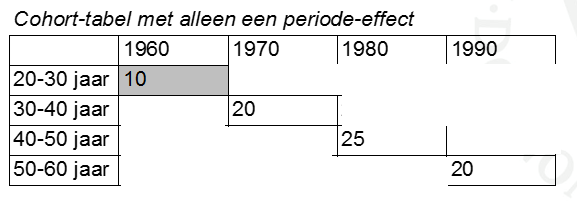 Cohort-tabel met alleen een periode-effect
1960 1970 1980 1990
20-30 jaar 10
30-40 jaar 20
40-50 jaar 25
50-60 jaar 20